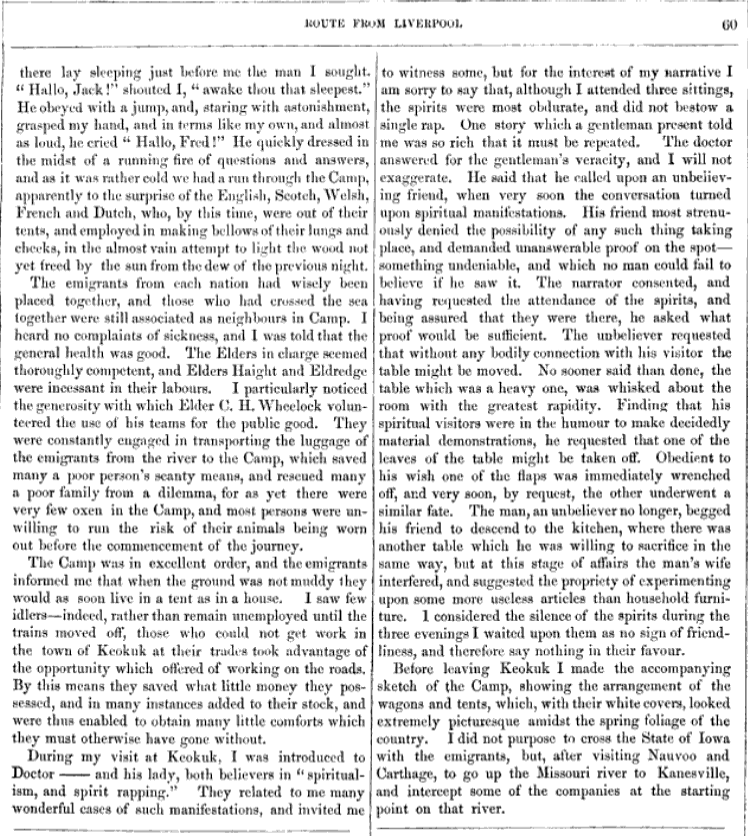 ROUTE FROM LIVERPOOL
60
there lay sleeping just before me the man I sought.
“ Hallo, Jack!” shouted I, “ awake thou that sleepest.”
He obeyed with a jump, and, staring with astonishment,
grasped my hand, and in terms like my own, and almost
as loud, he cried “ Hallo, Fred!” He quickly dressed in
the midst of a running fire of questions and answers,
and as it was rather cold we had a run through the Camp,
apparently to the surprise of the English, Scotch, Welsh,
French and Dutch, who, by this time, were out of their
tents, and employed in making bellows of their lungs and
cheeks, in the almost vain attempt to light the wood not
yet freed by the sun from the dew of the previous night.
The emigrants from each nation had wisely been
placed together, and those who had crossed the sea
together were still associated as neighbours in Camp. I
heard no complaints of sickness, and I was told that the
general health was good. The Elders in charge seemed
thoroughly competent, and Elders Haight and Eldredge
were incessant in their labours. I particularly noticed
the generosity with which Elder C. H. Wheelock volun-
teered the use of his teams for the public good. They
were constantly engaged in transporting the luggage of
the emigrants from the river to the Camp, which saved
many a poor person's scanty means, and rescued many
a poor family from a dilemma, for as yet there were
very few oxen in the Camp, and most persons were un-
willing to run the risk of their animals being worn
out before the commencement of the journey.
The Camp was in excellent order, and the emigrants
informed me that when the ground was not muddy they
would as soon live in a tent as in a house. I saw few
idlers—indeed, rather than remain unemployed until the
trains moved off, those who could not get work in
the town of Keokuk at their trades took advantage of
the opportunity which offered of working on the roads.
By this means they saved what little money they pos-
sessed, and in many instances added to their stock, and
were thus enabled to obtain many little comforts which
they must otherwise have gone without.
During my visit at Keokuk, I was introduced to
Doctor —— and his lady, both believers in “spiritual-
ism, and spirit rapping.” They related to me many
wonderful cases of such manifestations, and invited me
to witness some, but for the interest of my narrative I
am sorry to say that, although I attended three sittings,
the spirits were most obdurate, and did not bestow a
single rap. One story which a gentleman present told
me was so rich that it must be repeated. The doctor
answered for the gentleman's veracity, and I will not
exaggerate. He said that he called upon an unbeliev-
ing friend, when very soon the conversation turned
upon spiritual manifestations. His friend most strenu-
ously denied the possibility of any such thing taking
place, and demanded unanswerable proof on the spot—
something undeniable, and which no man could fail to
believe if he saw it. The narrator consented, and
having requested the attendance of the spirits, and
being assured that they were there, he asked what
proof would be sufficient. The unbeliever requested
that without any bodily connection with his visitor the
table might be moved. No sooner said than done, the
table which was a heavy one, was whisked about the
room with the greatest rapidity. Finding that his
spiritual visitors were in the humour to make decidedly
material demonstrations, he requested that one of the
leaves of the table might be taken off. Obedient to
his wish one of the flaps was immediately wrenched
off, and very soon, by request, the other underwent a
similar fate. The man, an unbeliever no longer, begged
his friend to descend to the kitchen, where there was
another table which he was willing to sacrifice in the
same way, but at this stage of affairs the man's wife
interfered, and suggested the propriety of experimenting
upon some more useless articles than household furni-
ture. I considered the silence of the spirits during the
three evenings I waited upon them as no sign of friend-
liness, and therefore say nothing in their favour.
Before leaving Keokuk I made the accompanying
sketch of the Camp, showing the arrangement of the
wagons and tents, which, with their white covers, looked
extremely picturesque amidst the spring foliage of the
country. I did not purpose to cross the State of Iowa
with the emigrants, but, after visiting Nauvoo and
Carthage, to go up the Missouri river to Kanesville,
and intercept some of the companies at the starting
point on that river.